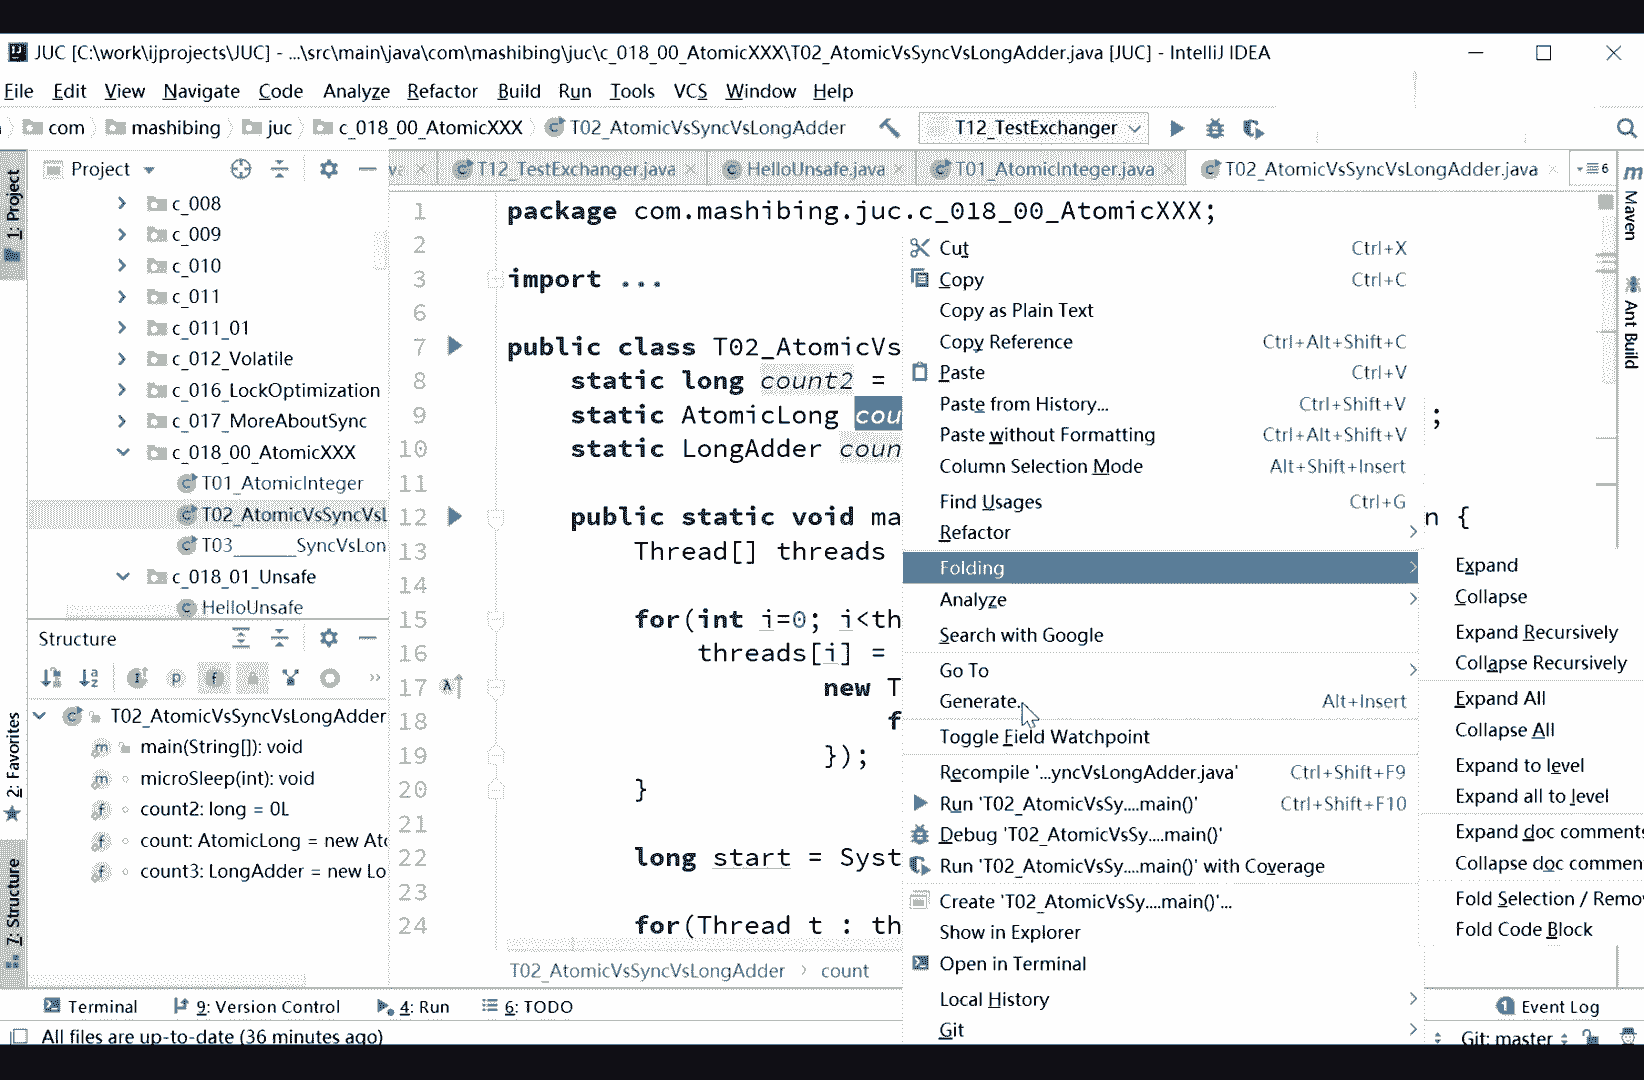 JUC [C:\work\ijprojects\JUC] - ...\src\main\java\com\mashibing\juc\c_018_00_AtomicXXX\T02_AtomicVsSyncVsLongAdder.java [JUC] - IntelliJ IDEA
File Edit View Navigate Code Analyze Refactor Build Run Tools VCS Window Help
com mashibing juc c_018_00_AtomicXXX T02_AtomicVsSyncVsLongAdder T12_TestExchanger
Project
T12_TestExchanger.java HelloUnsafe.java T01_AtomicInteger.java T02_AtomicVsSyncVsLongAdder.java 6
1: Project
c_008
c_009
c_010
c_011
c_011_01
c_012_Volatile
c_016_LockOptimization
c_017_MoreAboutSync
c_018_00_AtomicXXX
T01_AtomicInteger
T02_AtomicVsSyncVsL
T03______SyncVsLon
c_018_01_Unsafe
HelloUnsafe
Structure
T02_AtomicVsSyncVsLongAdder
main(String[]): void
microSleep(int): void
count2: long = 0L
count: AtomicLong = new Ato
count3: LongAdder = new Lo
2: Favorites
7: Structure
1 package com.mashibing.juc.c_018_00_AtomicXXX;
2
3 import ...
6
7 public class T02_AtomicVs
8 static long count2 =
9 static AtomicLong cou ;
10 static LongAdder coun
11
12 public static void ma n {
13 Thread[] threads
14
15 for(int i=0; i<th
16 threads[i] =
17 new T
18 f
19 });
20 }
21
22 long start = Syst
23
24 for(Thread t : th
T02_AtomicVsSyncVsLongAdder count
Cut Ctrl+X
Copy Ctrl+C
Copy as Plain Text
Copy Reference Ctrl+Alt+Shift+C
Paste Ctrl+V
Paste from History... Ctrl+Shift+V
Paste without Formatting Ctrl+Alt+Shift+V
Column Selection Mode Alt+Shift+Insert
Find Usages Ctrl+G
Refactor
Folding
Analyze
Search with Google
Go To
Generate... Alt+Insert
Toggle Field Watchpoint
Recompile '...yncVsLongAdder.java' Ctrl+Shift+F9
Run 'T02_AtomicVsSy....main()' Ctrl+Shift+F10
Debug 'T02_AtomicVsSy....main()'
Run 'T02_AtomicVsSy....main()' with Coverage
Create 'T02_AtomicVsSy....main()'...
Show in Explorer
Open in Terminal
Local History
Git
Expand
Collapse
Expand Recursively
Collapse Recursively
Expand All
Collapse All
Expand to level
Expand all to level
Expand doc comments
Collapse doc commen
Fold Selection / Remo
Fold Code Block
Maven
Ant Build
Terminal 9: Version Control 4: Run 6: TODO 1 Event Log
All files are up-to-date (36 minutes ago) Git: master